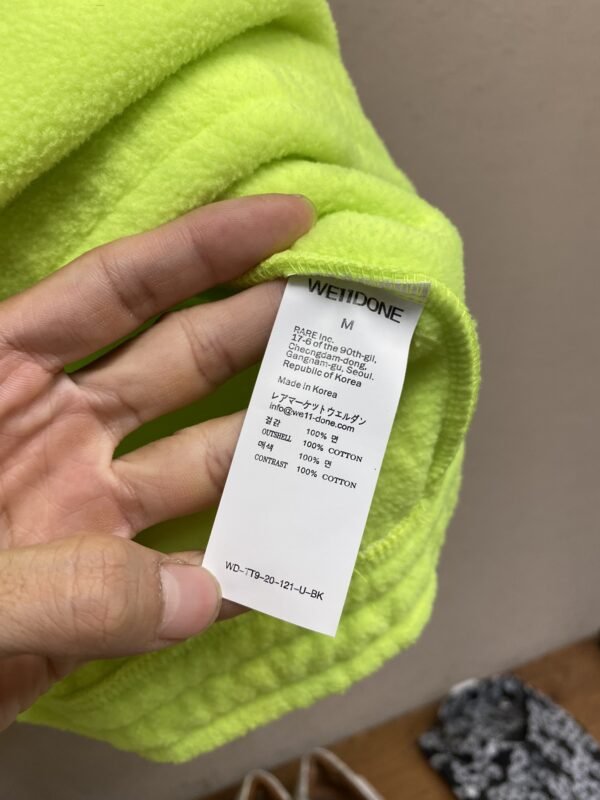 WE11DONE
M
RARE Inc.
17-6 of the 90th-gil,
Cheongdam-dong,
Gangnam-gu, Seoul.
Republic of Korea
Made in Korea
レアマーケットウェルダン
info@we11-done.com
겉감 100% 면
OUTSHELL 100% COTTON
배색 100% 면
CONTRAST 100% COTTON
WD-TT9-20-121-U-BK